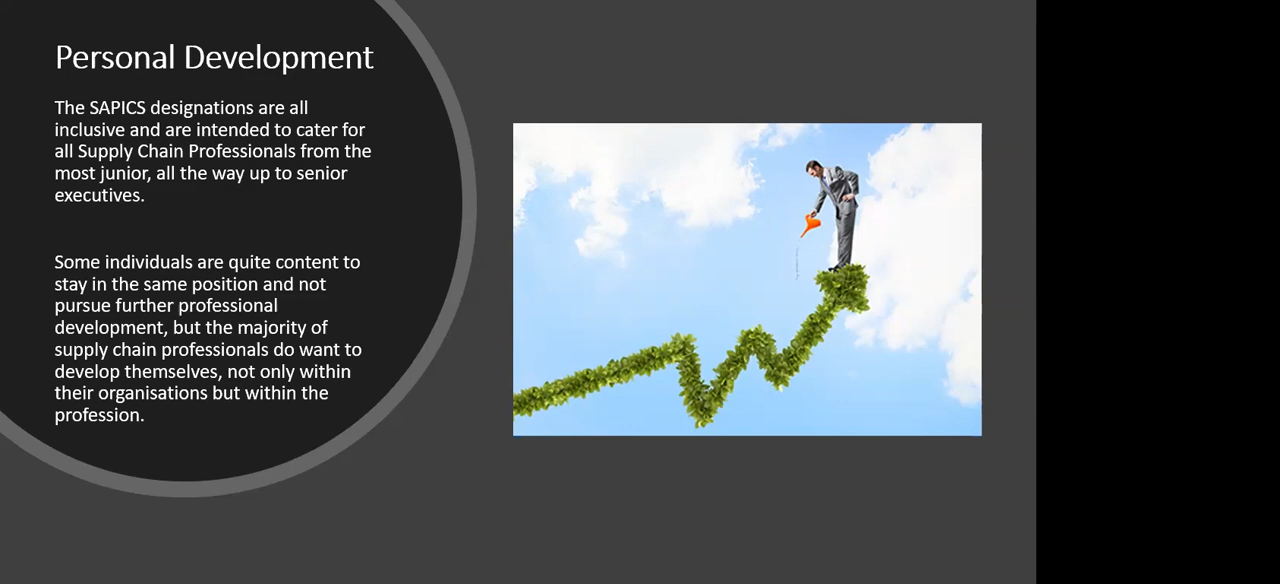 Personal Development
The SAPICS designations are all
inclusive and are intended to cater for
all Supply Chain Professionals from the
most junior, all the way up to senior
executives.
Some individuals are quite content to
stay in the same position and not
pursue further professional
development, but the majority of
supply chain professionals do want to
develop themselves, not only within
their organisations but within the
profession.